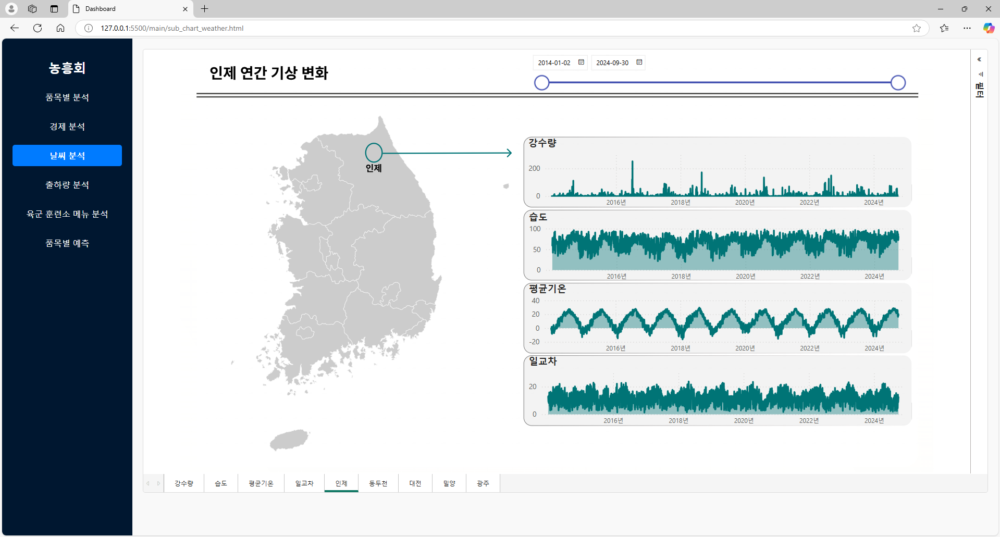 Dashboard
127.0.0.1:5500/main/sub_chart_weather.html
농흥회
품목별 분석
경제 분석
날씨 분석
출하량 분석
육군 훈련소 메뉴 분석
품목별 예측
인제 연간 기상 변화
2014-01-02
2024-09-30
필터
인제
강수량
200
0
2016년 2018년 2020년 2022년 2024년
습도
100
50
0
2016년 2018년 2020년 2022년 2024년
평균기온
40
20
0
-20
2016년 2018년 2020년 2022년 2024년
일교차
20
0
2016년 2018년 2020년 2022년 2024년
강수량 습도 평균기온 일교차 인제 동두천 대전 밀양 광주